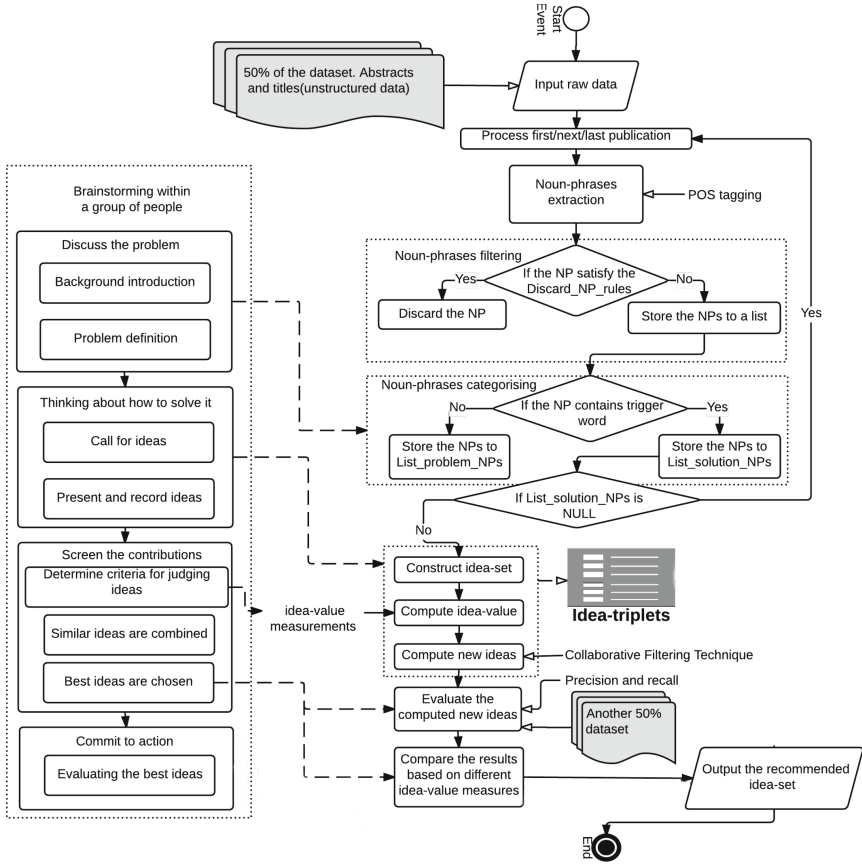 Start
Event
50% of the dataset. Abstracts
and titles(unstructured data)
Input raw data
Process first/next/last publication
Noun-phrases
extraction
POS tagging
Noun-phrases filtering
If the NP satisfy the
Discard_NP_rules
Yes
No
Discard the NP
Store the NPs to a list
Yes
Noun-phrases categorising
If the NP contains trigger
word
No
Yes
Store the NPs to
List_problem_NPs
Store the NPs to
List_solution_NPs
If List_solution_NPs is
NULL
No
Construct idea-set
Compute idea-value
Compute new ideas
Idea-triplets
idea-value
measurements
Collaborative Filtering Technique
Precision and recall
Evaluate the
computed new ideas
Another 50%
dataset
Compare the results
based on different
idea-value measures
Output the recommended
idea-set
End
Brainstorming within
a group of people
Discuss the problem
Background introduction
Problem definition
Thinking about how to solve it
Call for ideas
Present and record ideas
Screen the contributions
Determine criteria for judging
ideas
Similar ideas are combined
Best ideas are chosen
Commit to action
Evaluating the best ideas